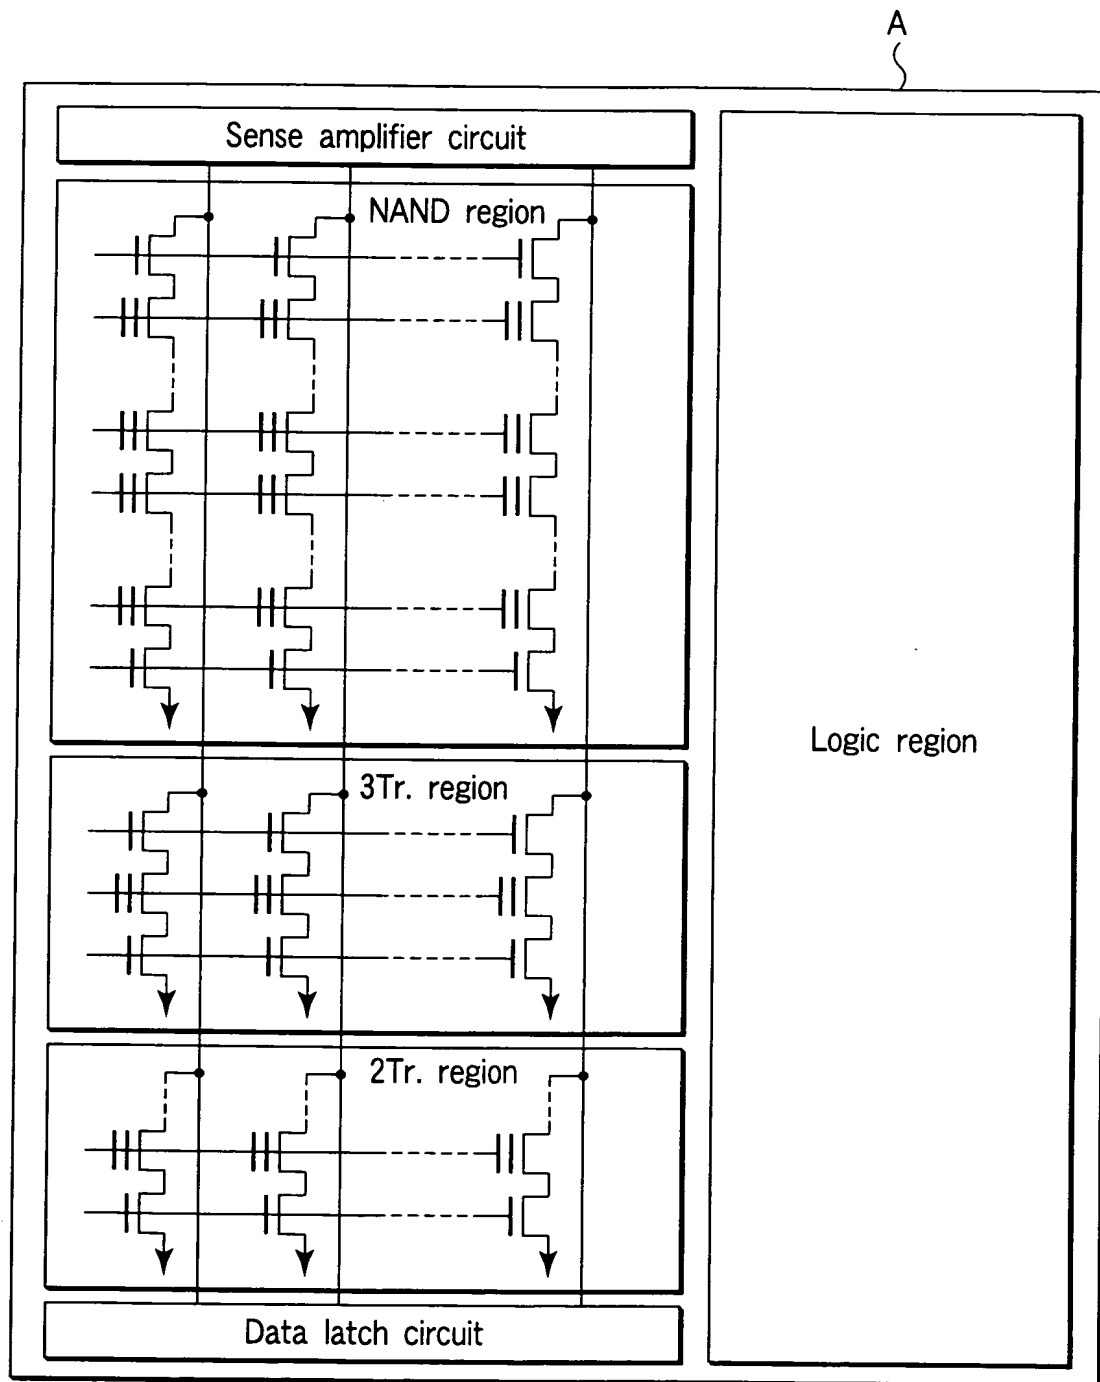 A
Sense amplifier circuit
NAND region
Logic region
3Tr. region
2Tr. region
Data latch circuit